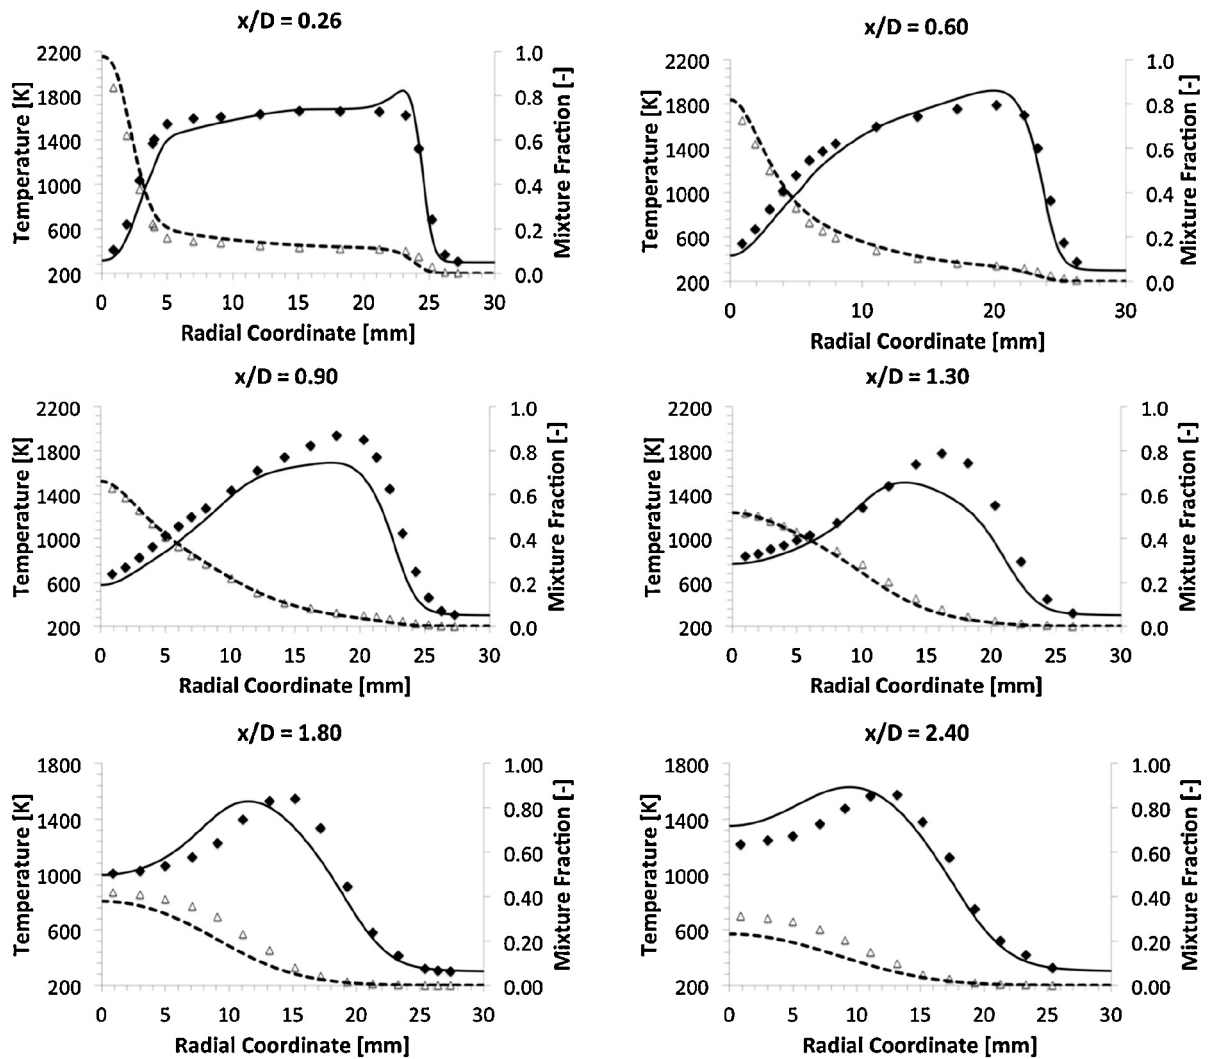 x/D = 0.26
2200
1800
1400
1000
600
200
Temperature [K]
1.0
0.8
0.6
0.4
0.2
0.0
Mixture Fraction [-]
0 5 10 15 20 25 30
Radial Coordinate [mm]
x/D = 0.60
2200
1800
1400
1000
600
200
Temperature [K]
1.0
0.8
0.6
0.4
0.2
0.0
Mixture Fraction [-]
0 10 20 30
Radial Coordinate [mm]
x/D = 0.90
2200
1800
1400
1000
600
200
Temperature [K]
1.0
0.8
0.6
0.4
0.2
0.0
Mixture Fraction [-]
0 5 10 15 20 25 30
Radial Coordinate [mm]
x/D = 1.30
2200
1800
1400
1000
600
200
Temperature [K]
1.0
0.8
0.6
0.4
0.2
0.0
Mixture Fraction [-]
0 5 10 15 20 25 30
Radial Coordinate [mm]
x/D = 1.80
1800
1400
1000
600
200
Temperature [K]
1.00
0.80
0.60
0.40
0.20
0.00
Mixture Fraction [-]
0 5 10 15 20 25 30
Radial Coordinate [mm]
x/D = 2.40
1800
1400
1000
600
200
Temperature [K]
1.00
0.80
0.60
0.40
0.20
0.00
Mixture Fraction [-]
0 5 10 15 20 25 30
Radial Coordinate [mm]